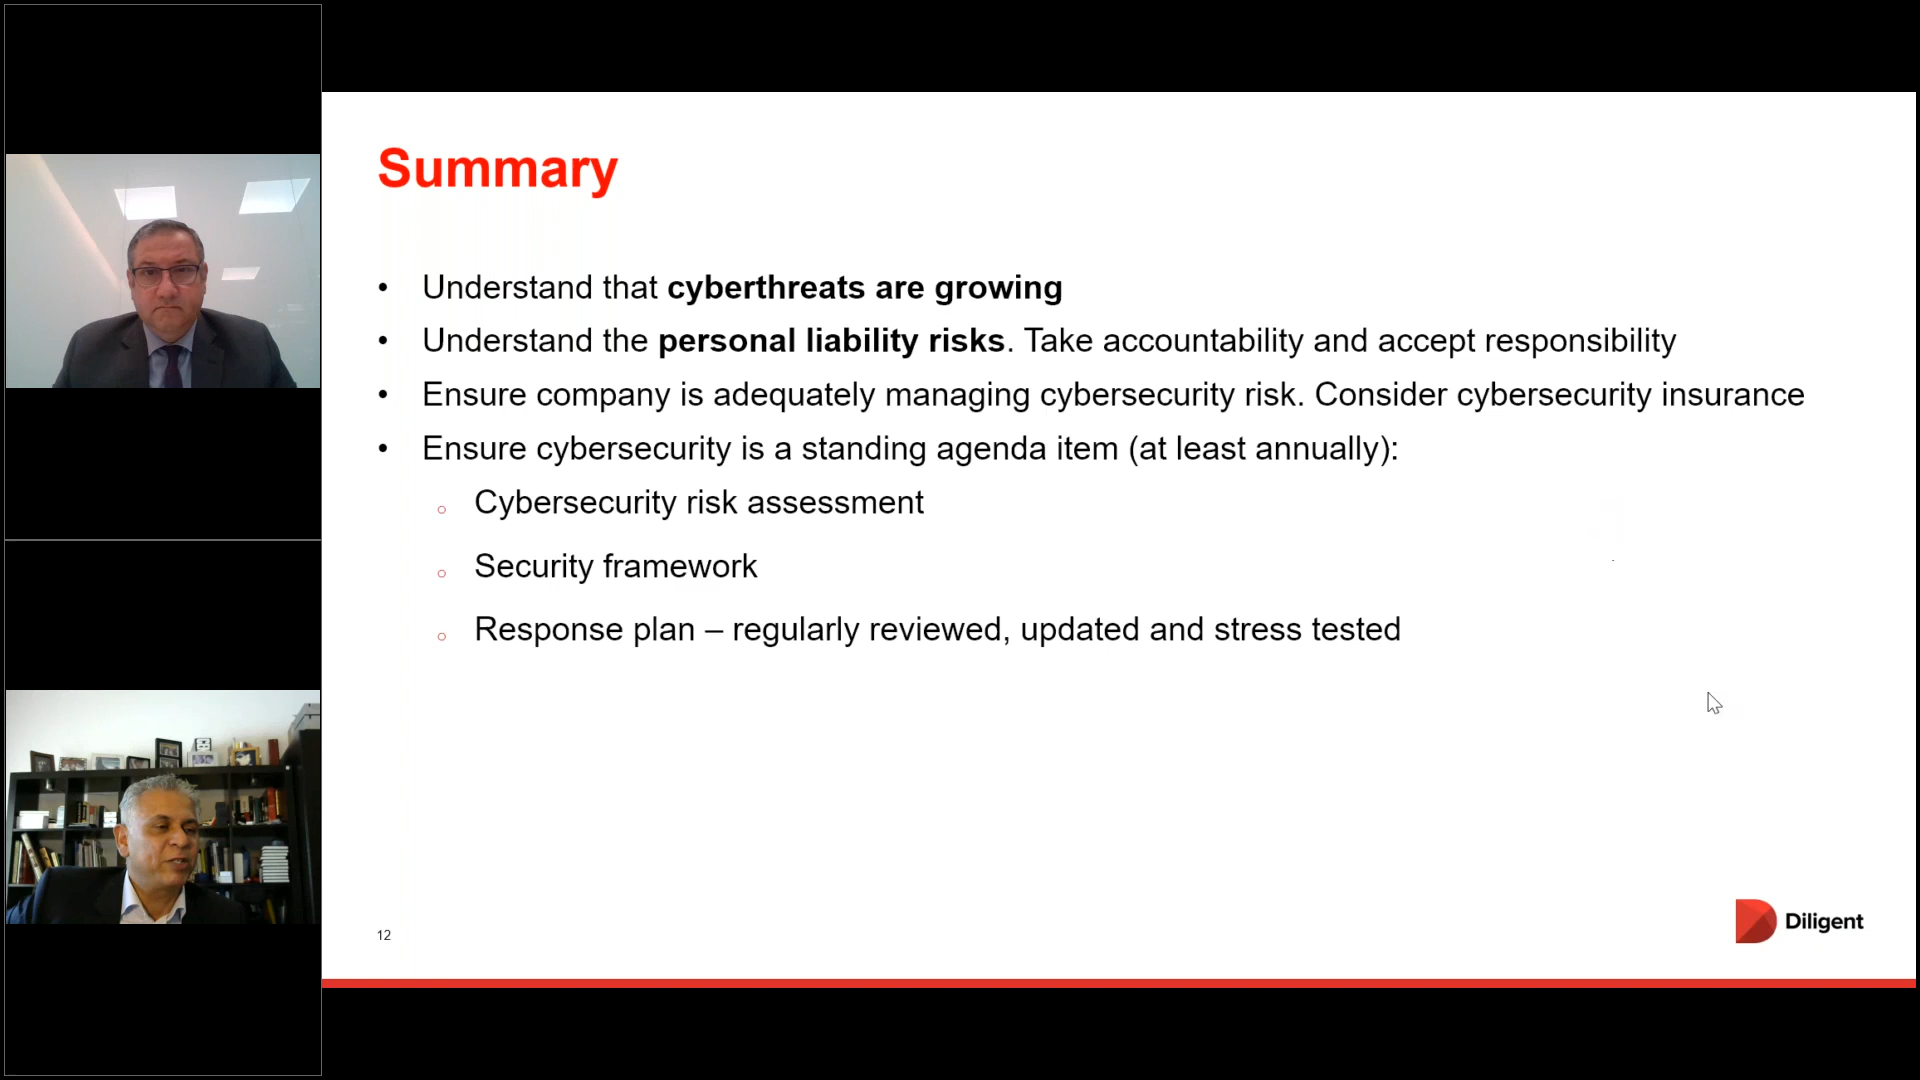 Summary
• Understand that cyberthreats are growing
• Understand the personal liability risks. Take accountability and accept responsibility
• Ensure company is adequately managing cybersecurity risk. Consider cybersecurity insurance
• Ensure cybersecurity is a standing agenda item (at least annually):
○ Cybersecurity risk assessment
○ Security framework
○ Response plan – regularly reviewed, updated and stress tested
12
Diligent